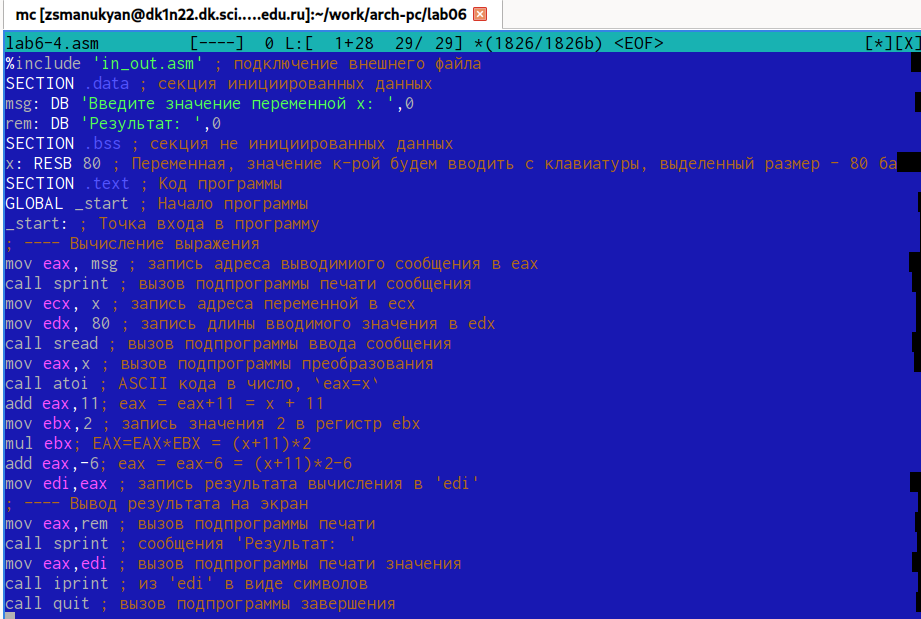 mc [zsmanukyan@dk1n22.dk.sci.....edu.ru]:~/work/arch-pc/lab06
lab6-4.asm [----] 0 L:[ 1+28 29/ 29] *(1826/1826b) <EOF> [*][X]
%include 'in_out.asm' ; подключение внешнего файла
SECTION .data ; секция инициированных данных
msg: DB 'Введите значение переменной x: ',0
rem: DB 'Результат: ',0
SECTION .bss ; секция не инициированных данных
x: RESB 80 ; Переменная, значение к-рой будем вводить с клавиатуры, выделенный размер - 80 ба
SECTION .text ; Код программы
GLOBAL _start ; Начало программы
_start: ; Точка входа в программу
; ---- Вычисление выражения
mov eax, msg ; запись адреса выводимиого сообщения в eax
call sprint ; вызов подпрограммы печати сообщения
mov ecx, x ; запись адреса переменной в ecx
mov edx, 80 ; запись длины вводимого значения в edx
call sread ; вызов подпрограммы ввода сообщения
mov eax,x ; вызов подпрограммы преобразования
call atoi ; ASCII кода в число, `eax=x`
add eax,11; eax = eax+11 = x + 11
mov ebx,2 ; запись значения 2 в регистр ebx
mul ebx; EAX=EAX*EBX = (x+11)*2
add eax,-6; eax = eax-6 = (x+11)*2-6
mov edi,eax ; запись результата вычисления в 'edi'
; ---- Вывод результата на экран
mov eax,rem ; вызов подпрограммы печати
call sprint ; сообщения 'Результат: '
mov eax,edi ; вызов подпрограммы печати значения
call iprint ; из 'edi' в виде символов
call quit ; вызов подпрограммы завершения